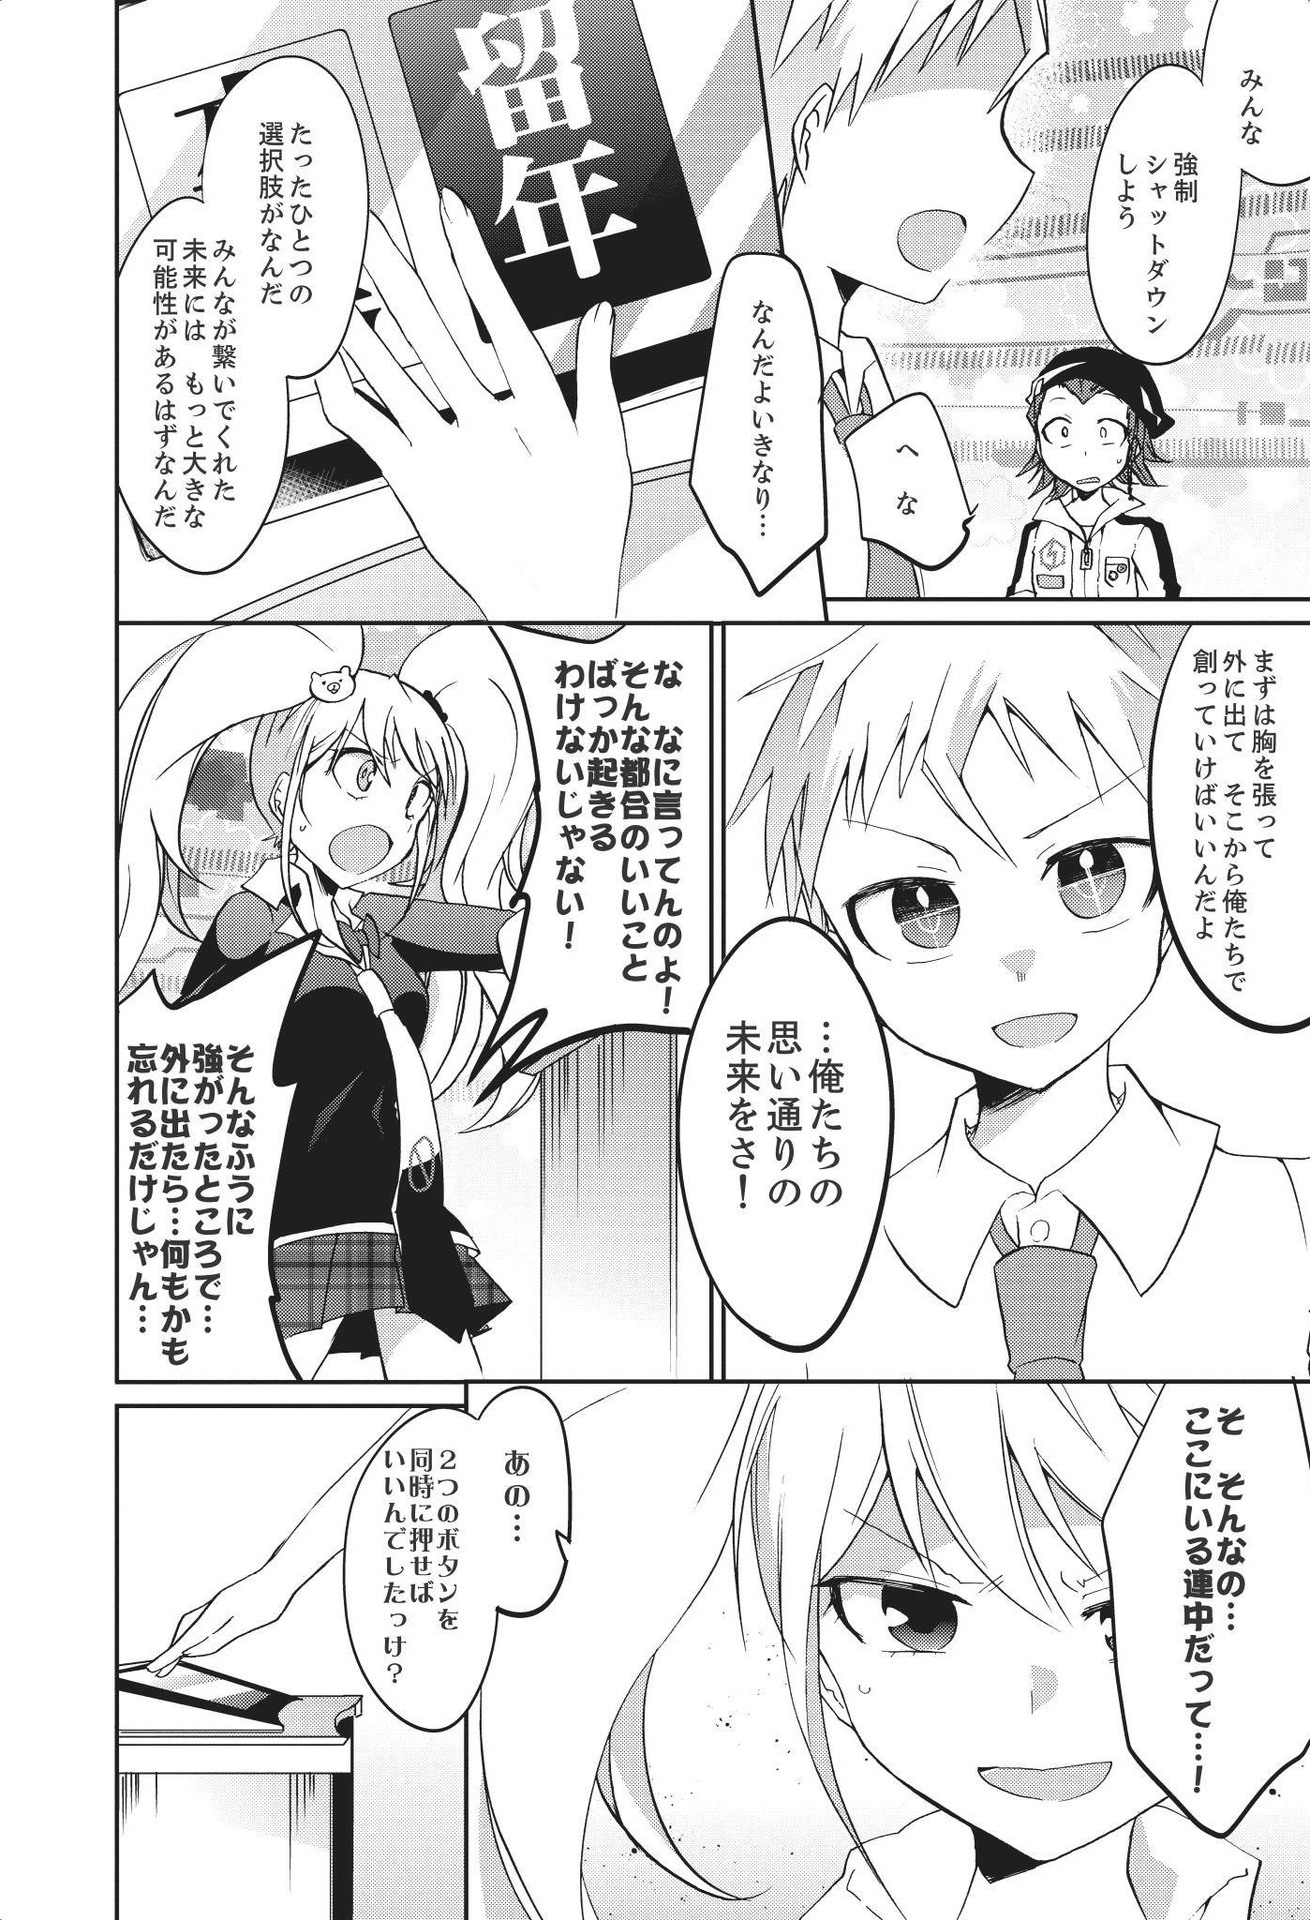 みんな
強制
シャットダウン
しよう
へな
なんだよいきなり…
留年
たったひとつの
選択肢がなんだ
みんなが繋いでくれた
未来には　もっと大きな
可能性があるはずなんだ
まずは胸を張って
外に出て　そこから俺たちで
創っていけばいいんだよ
…俺たちの
思い通りの
未来をさ！
な　なに言ってんのよ！
そんな都合のいいこと
ばっか起きる
わけないじゃない！
そんなふうに
強がったところで…
外に出たら…何もかも
忘れるだけじゃん…
そ　そんなの…
ここにいる連中だって…！
あの…
２つのボタンを
同時に押せば
いいんでしたっけ？